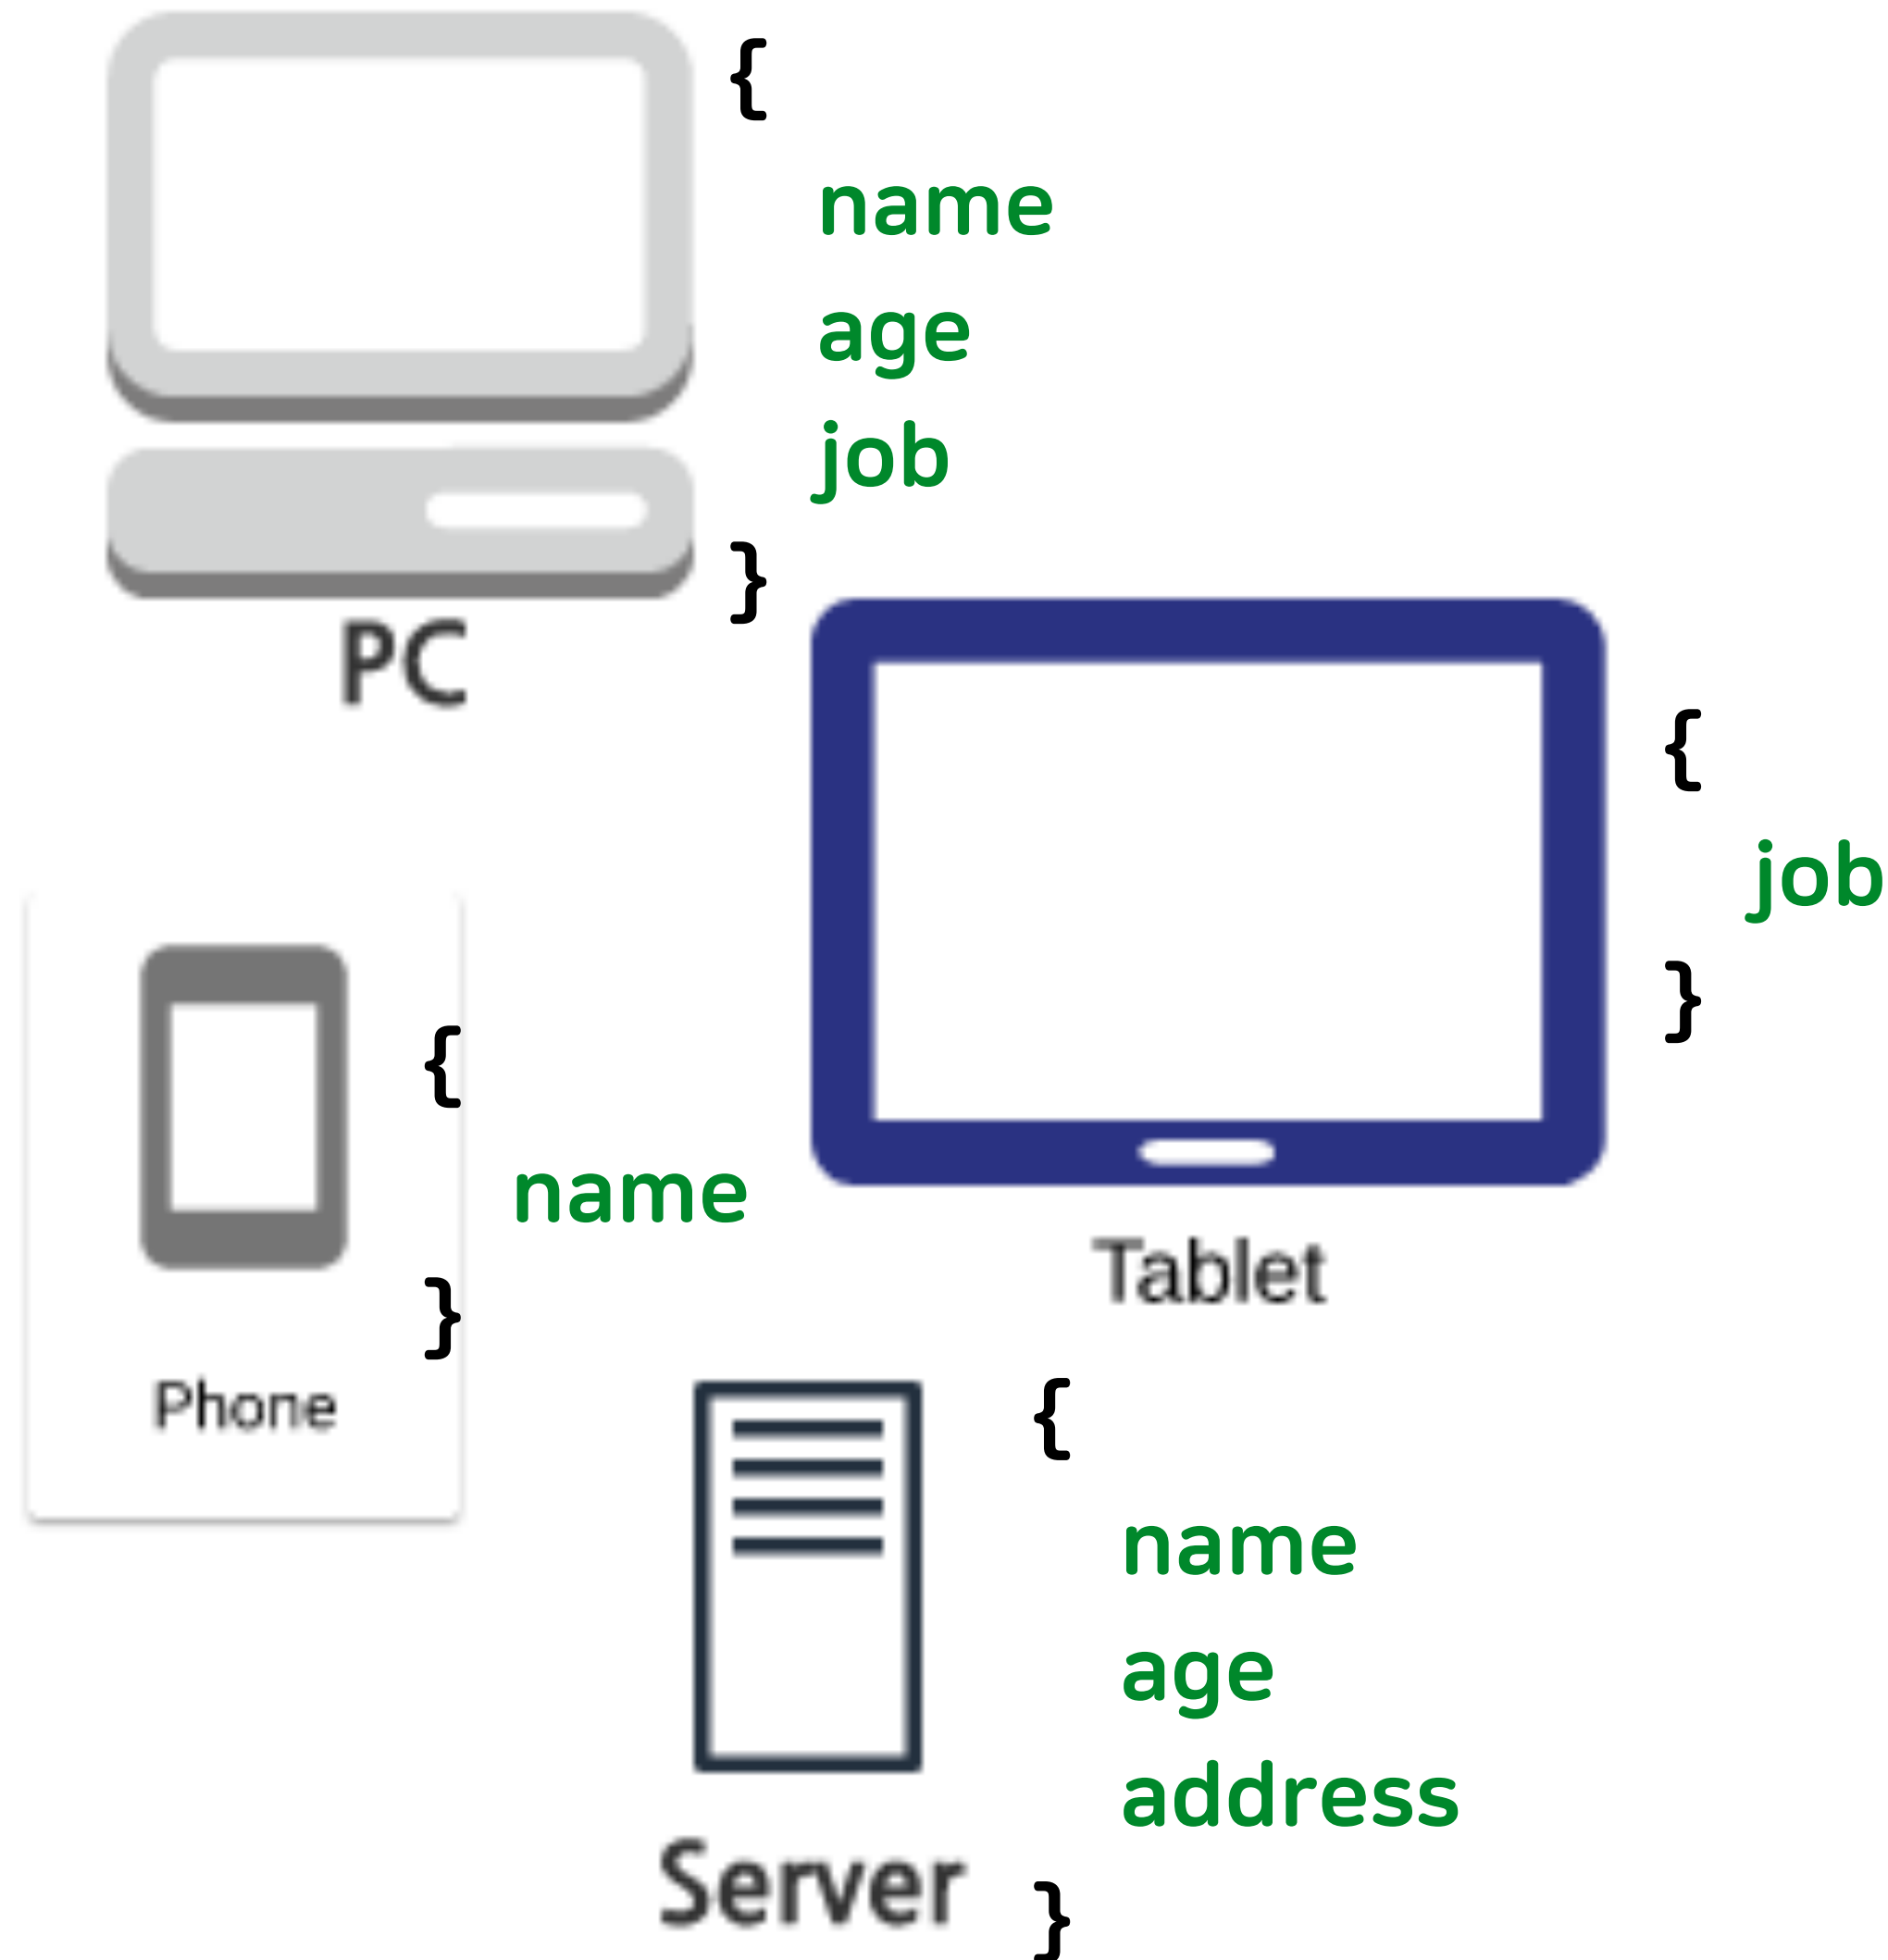 {
name
age
job
}
PC
{
job
}
Tablet
{
name
}
Phone
{
name
age
address
}
Server